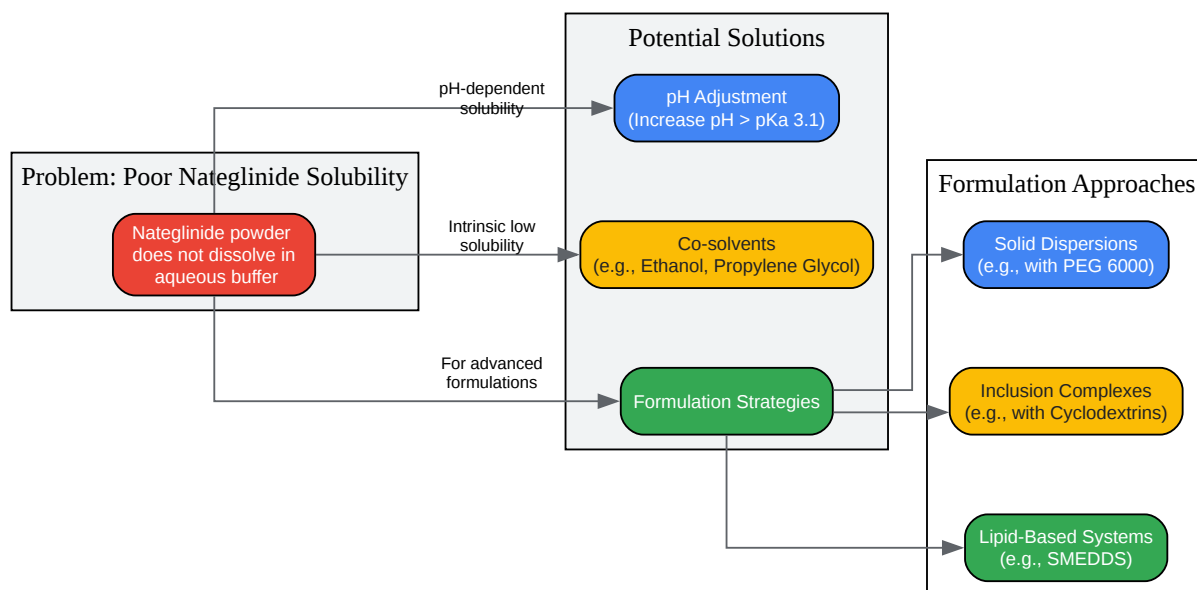 Potential Solutions
pH-dependent
solubility
pH Adjustment
(Increase pH > pKa 3.1)
Problem: Poor Nateglinide Solubility
Nateglinide powder
does not dissolve in
aqueous buffer
Intrinsic low
solubility
Co-solvents
(e.g., Ethanol, Propylene Glycol)
For advanced
formulations
Formulation Strategies
Formulation Approaches
Solid Dispersions
(e.g., with PEG 6000)
Inclusion Complexes
(e.g., with Cyclodextrins)
Lipid-Based Systems
(e.g., SMEDDS)